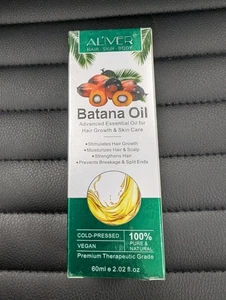 ALIVER
HAIR SKIN BODY
Batana Oil
Advanced Essential Oil for
Hair Growth & Skin Care
•Stimulates Hair Growth
•Moisturizes Hair & Scalp
•Strengthens Hair
•Prevents Breakage & Split Ends
COLD-PRESSED
VEGAN
100%
PURE &
NATURAL
Premium Therapeutic Grade
60ml e 2.02 fl.oz